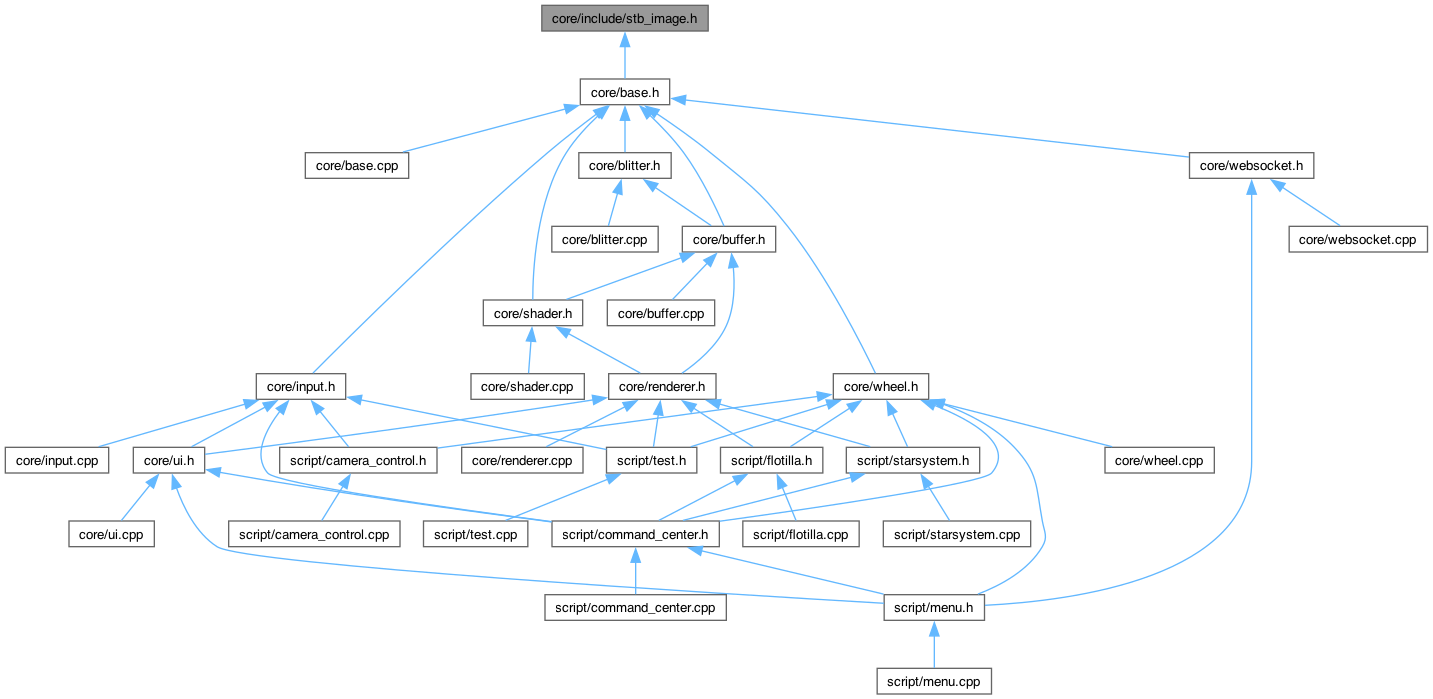 core/include/stb_image.h
core/base.h
core/base.cpp
core/blitter.h
core/websocket.h
core/blitter.cpp
core/buffer.h
core/websocket.cpp
core/shader.h
core/buffer.cpp
core/input.h
core/shader.cpp
core/renderer.h
core/wheel.h
core/input.cpp
core/ui.h
script/camera_control.h
core/renderer.cpp
script/test.h
script/flotilla.h
script/starsystem.h
core/wheel.cpp
core/ui.cpp
script/camera_control.cpp
script/test.cpp
script/command_center.h
script/flotilla.cpp
script/starsystem.cpp
script/command_center.cpp
script/menu.h
script/menu.cpp